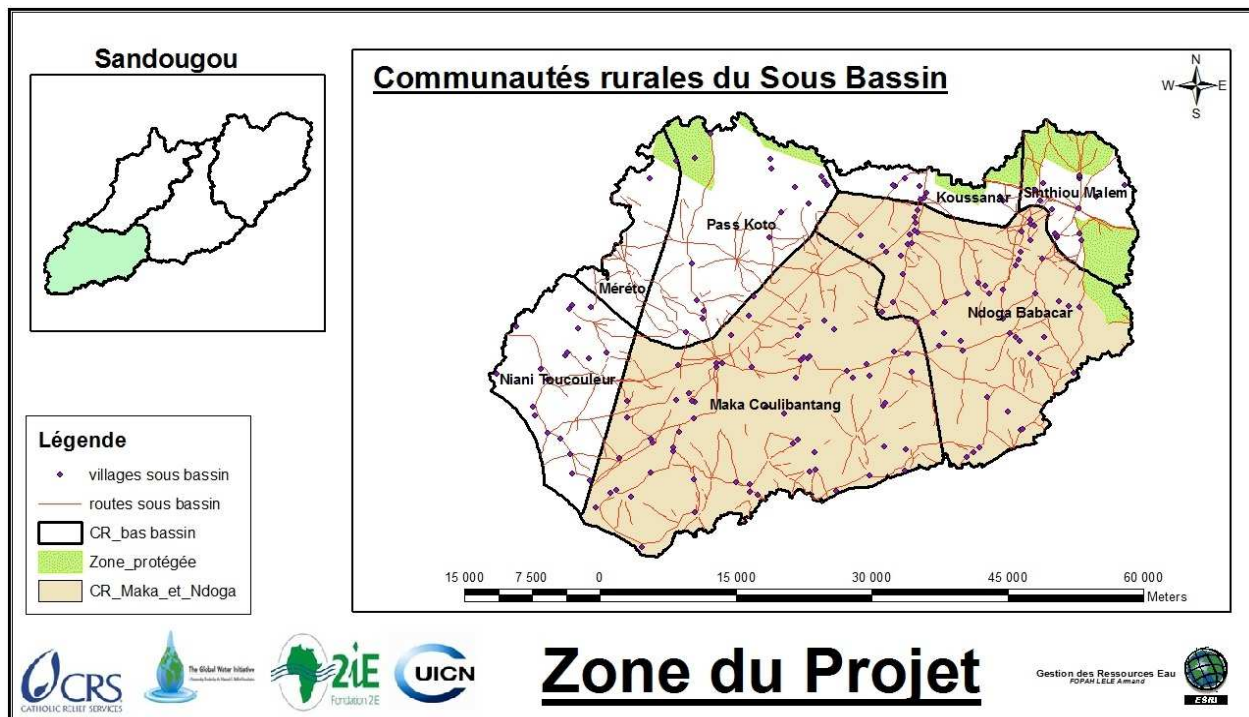 Sandougou
Communautés rurales du Sous Bassin
N
W E
S
Koussanar
Sinthiou Malem
Pass Koto
Méréto
Ndoga Babacar
Niani Toucouleur
Maka Coulibantang
Légende
villages sous bassin
routes sous bassin
CR_bas bassin
Zone_protégée
CR_Maka_et_Ndoga
15 000 7 500 0 15 000 30 000 45 000 60 000
Meters
CRS
CATHOLIC RELIEF SERVICES
The Global Water Initiative
2iE
Fondation 2iE
UICN
Zone du Projet
Gestion des Ressources Eau
FOPAH LELE Armand
ESRI